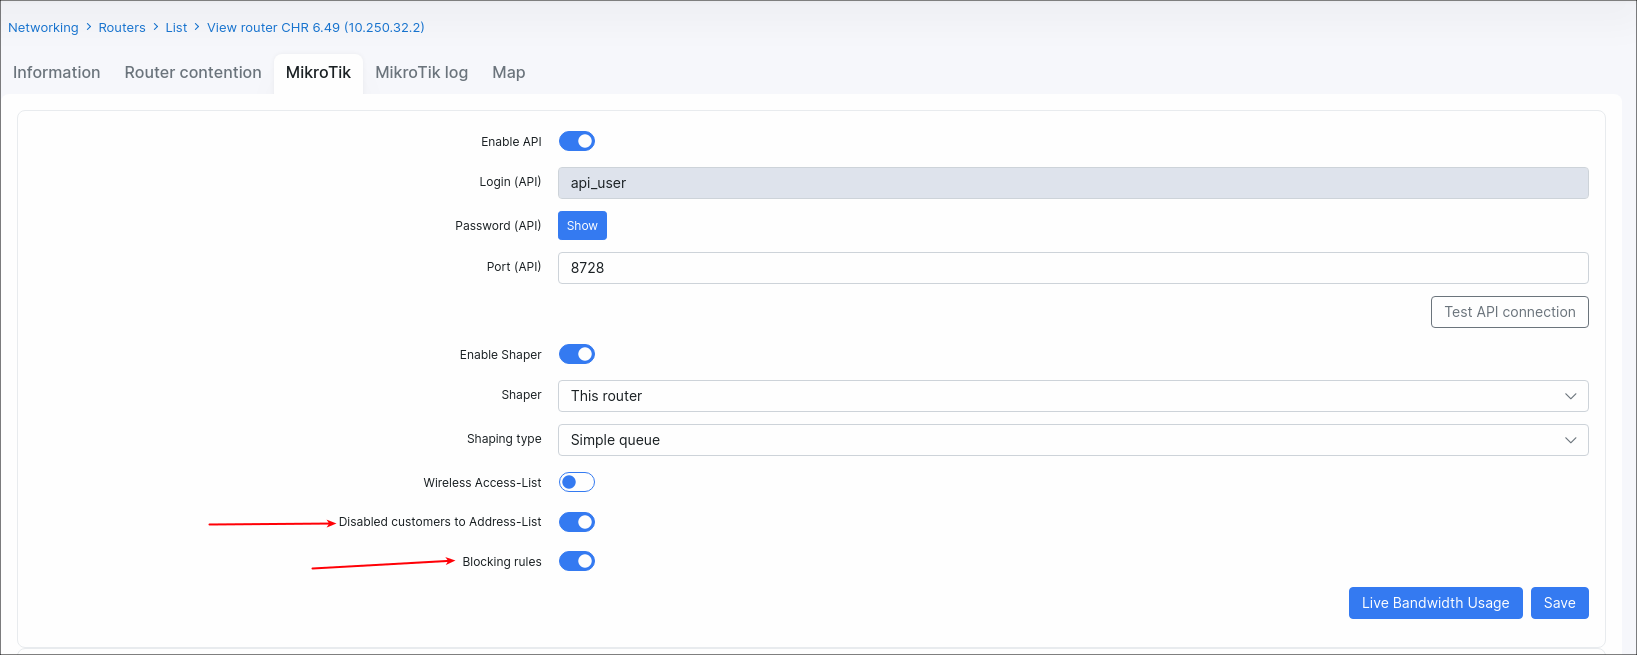 Networking > Routers > List > View router CHR 6.49 (10.250.32.2)
Information Router contention MikroTik MikroTik log Map
Enable API
Login (API) api_user
Password (API) Show
Port (API) 8728
Test API connection
Enable Shaper
Shaper This router
Shaping type Simple queue
Wireless Access-List
Disabled customers to Address-List
Blocking rules
Live Bandwidth Usage Save